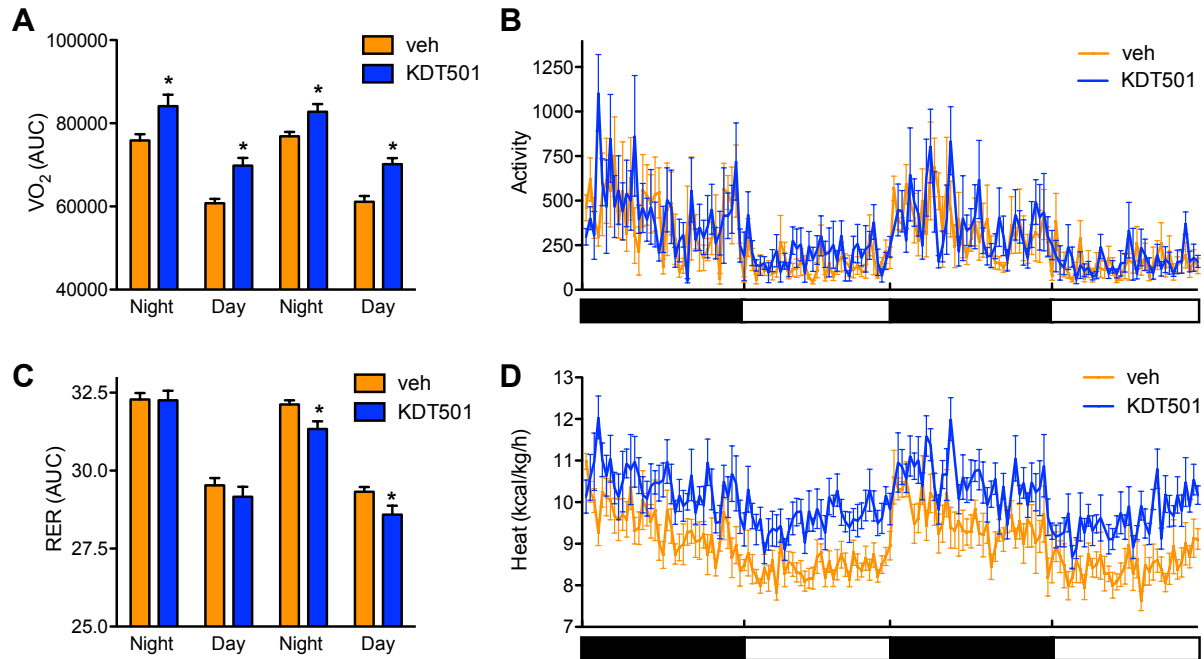 A
VO2 (AUC)
100000
80000
60000
40000
veh
KDT501
* * * *
Night Day Night Day
B
Activity
1250
1000
750
500
250
0
veh
KDT501
C
RER (AUC)
32.5
30.0
27.5
25.0
veh
KDT501
* *
Night Day Night Day
D
Heat (kcal/kg/h)
13
12
11
10
9
8
7
veh
KDT501